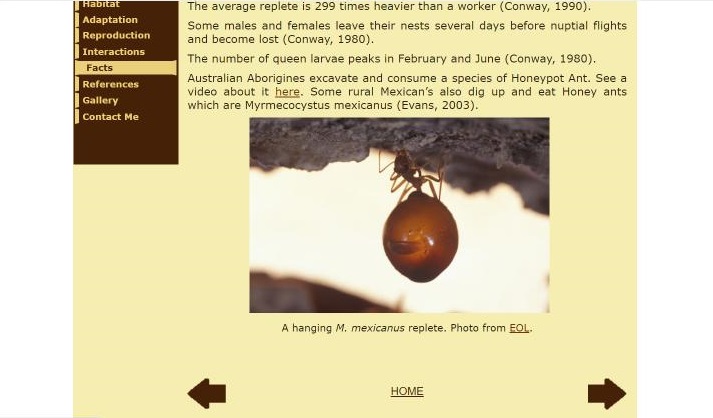 Habitat
Adaptation
Reproduction
Interactions
Facts
References
Gallery
Contact Me
The average replete is 299 times heavier than a worker (Conway, 1990).
Some males and females leave their nests several days before nuptial flights
and become lost (Conway, 1980).
The number of queen larvae peaks in February and June (Conway, 1990).
Australian Aborigines excavate and consume a species of Honeypot Ant. See a
video about it here. Some rural Mexican's also dig up and eat Honey ants
which are Myrmecocystus mexicanus (Evans, 2003).
A hanging M. mexicanus replete. Photo from EOL.
HOME